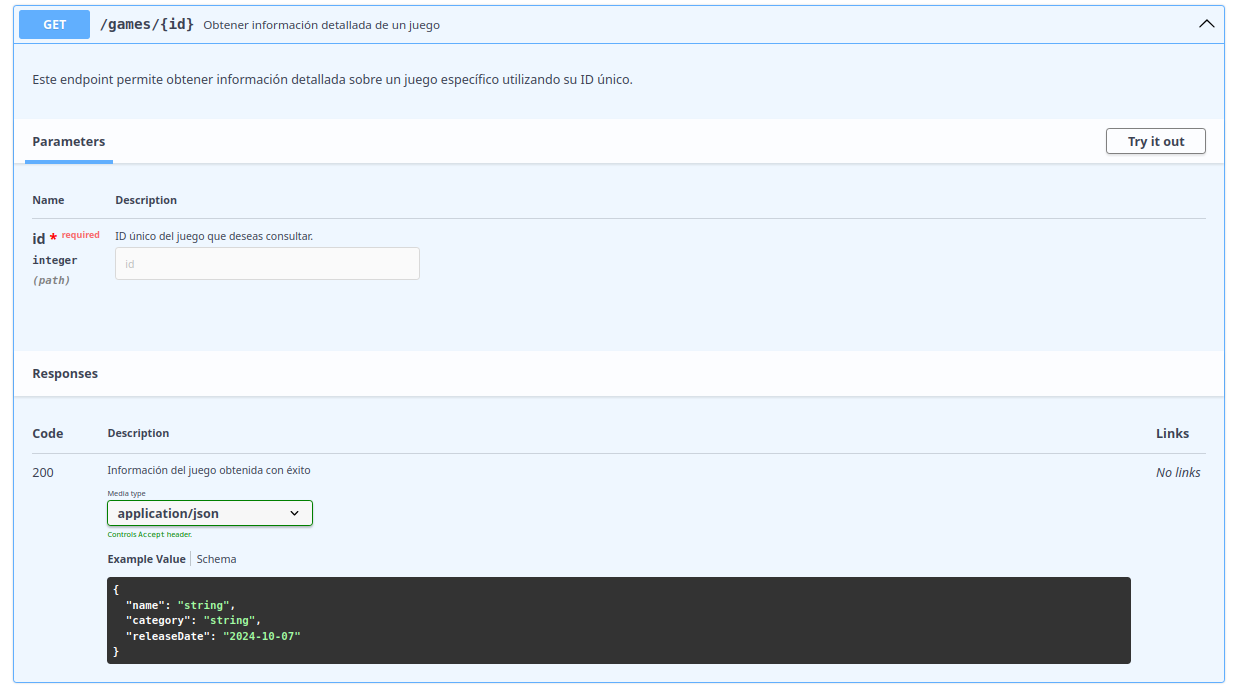 GET /games/{id} Obtener información detallada de un juego
Este endpoint permite obtener información detallada sobre un juego específico utilizando su ID único.
Parameters Try it out
Name Description
id * required ID único del juego que deseas consultar.
integer id
(path)
Responses
Code Description Links
200 Información del juego obtenida con éxito No links
Media type
application/json
Controls Accept header.
Example Value Schema
{
"name": "string",
"category": "string",
"releaseDate": "2024-10-07"
}